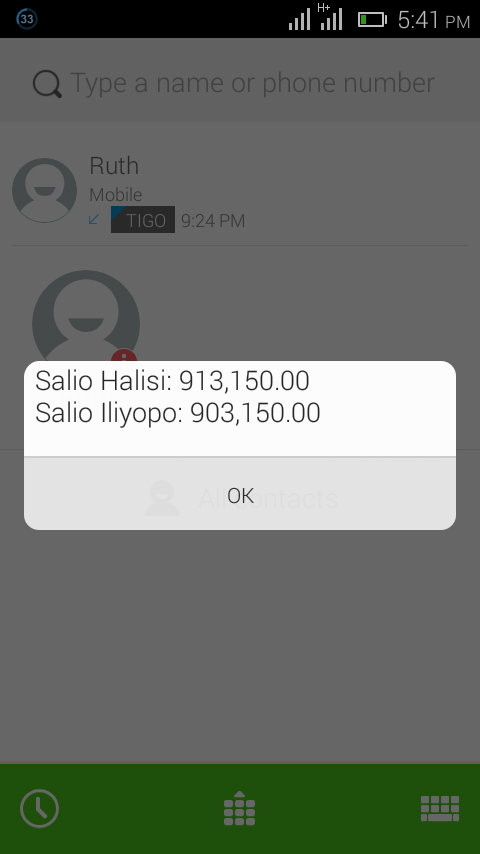 33
H+
5:41 PM
Type a name or phone number
Ruth
Mobile
TIGO 9:24 PM
Salio Halisi: 913,150.00
Salio Iliyopo: 903,150.00
OK
All contacts